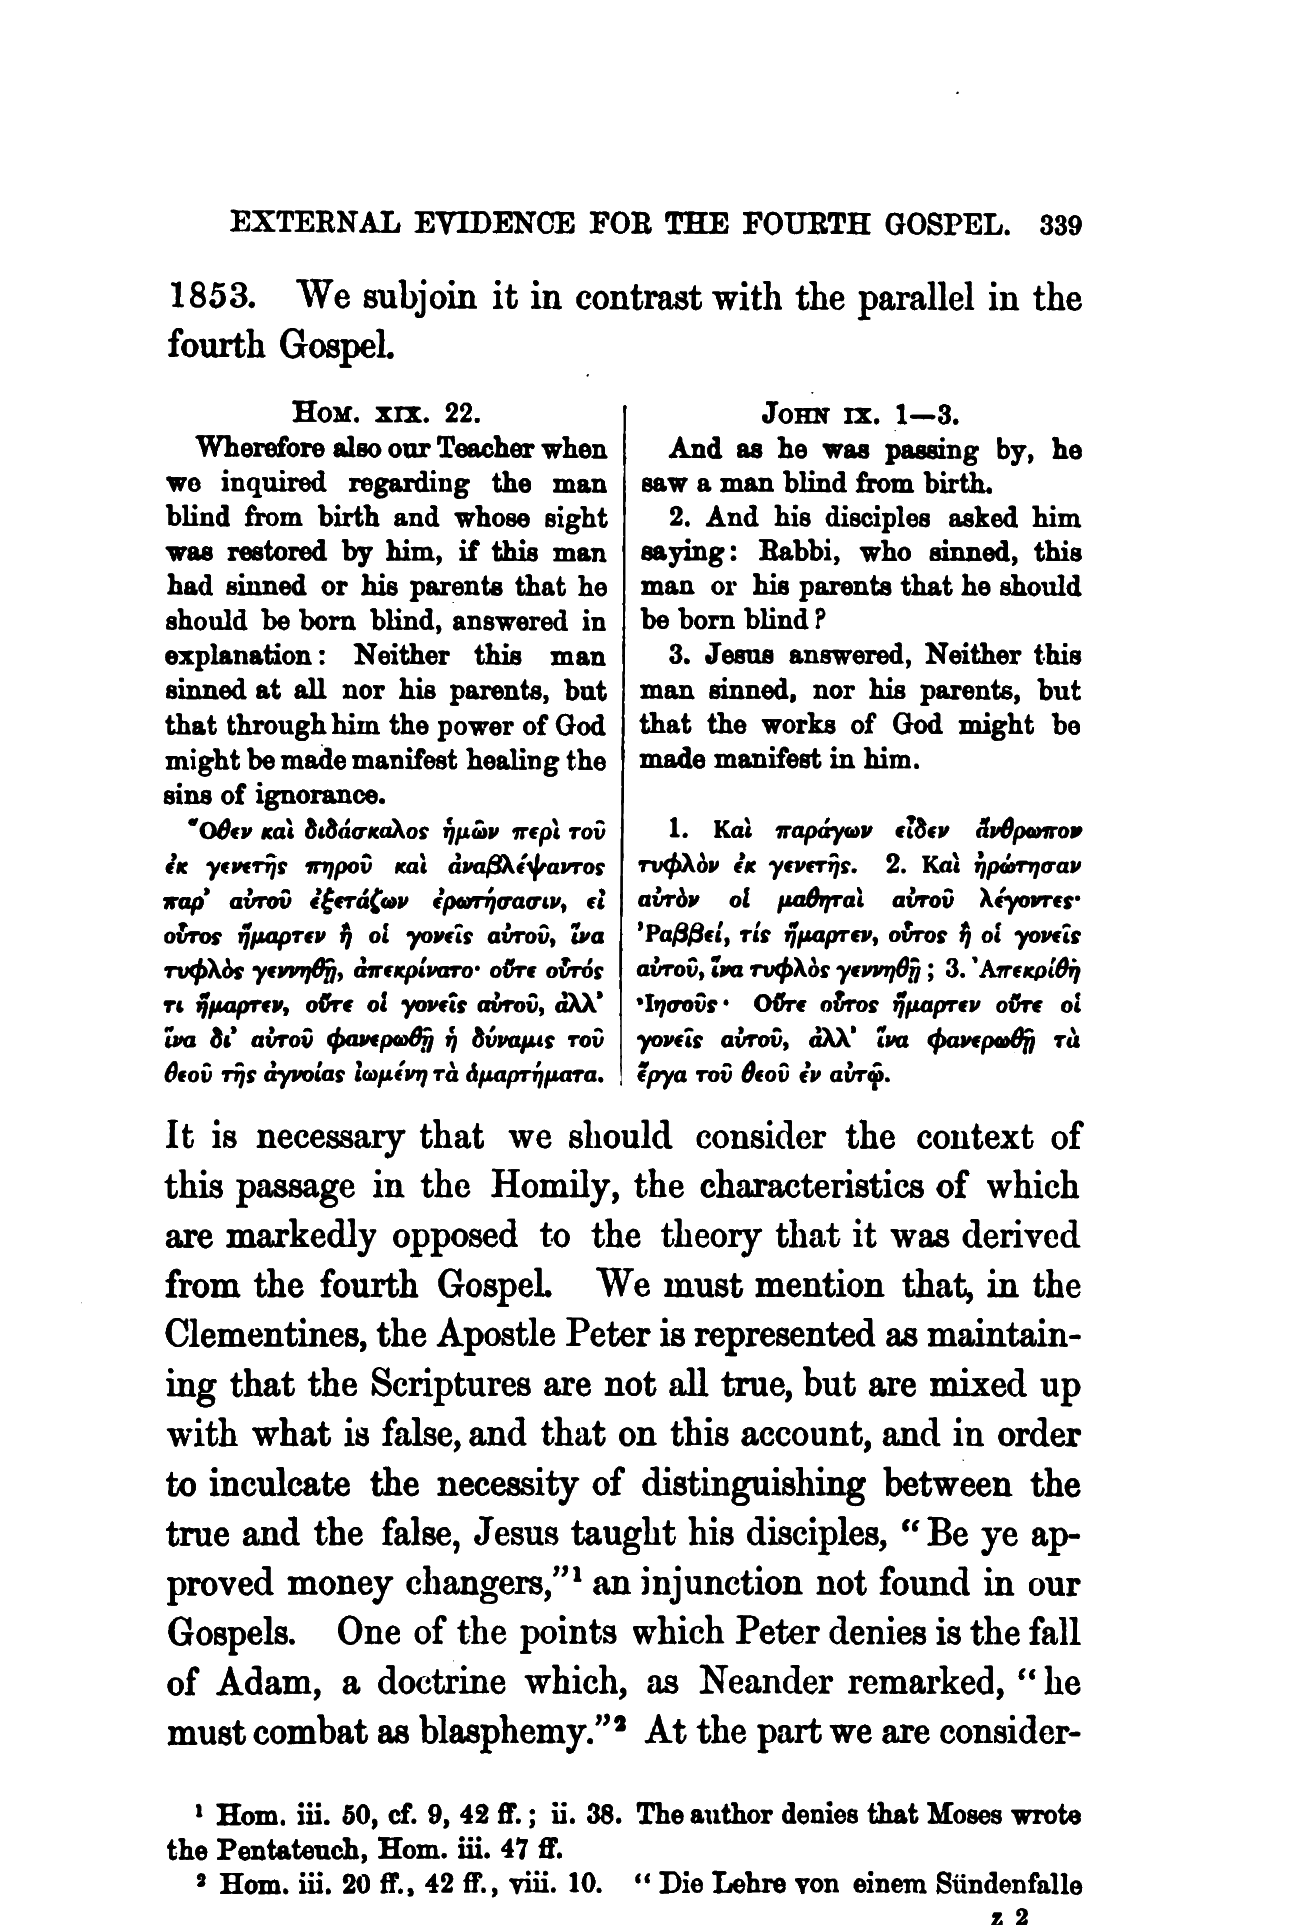 EXTERNAL EVIDENCE FOR THE FOURTH GOSPEL. 339
1853. We subjoin it in contrast with the parallel in the
fourth Gospel.
HOM. XIX. 22.
Wherefore also our Teacher when
we inquired regarding the man
blind from birth and whose sight
was restored by him, if this man
had sinned or his parents that he
should be born blind, answered in
explanation: Neither this man
sinned at all nor his parents, but
that through him the power of God
might be made manifest healing the
sins of ignorance.
Ὅθεν καὶ διδάσκαλος ἡμῶν περὶ τοῦ
ἐκ γενετῆς πηροῦ καὶ ἀναβλέψαντος
παρ' αὐτοῦ ἐξετάζων ἐρωτήσασιν, εἰ
οὗτος ἥμαρτεν ἢ οἱ γονεῖς αὐτοῦ, ἵνα
τυφλὸς γεννηθῇ, ἀπεκρίνατο· οὔτε οὗτός
τι ἥμαρτεν, οὔτε οἱ γονεῖς αὐτοῦ, ἀλλ'
ἵνα δι' αὐτοῦ φανερωθῇ ἡ δύναμις τοῦ
θεοῦ τῆς ἀγνοίας ἰωμένη τὰ ἁμαρτήματα.
JOHN IX. 1—3.
And as he was passing by, he
saw a man blind from birth.
2. And his disciples asked him
saying: Rabbi, who sinned, this
man or his parents that he should
be born blind?
3. Jesus answered, Neither this
man sinned, nor his parents, but
that the works of God might be
made manifest in him.
1. Καὶ παράγων εἶδεν ἄνθρωπον
τυφλὸν ἐκ γενετῆς. 2. Καὶ ἠρώτησαν
αὐτὸν οἱ μαθηταὶ αὐτοῦ λέγοντες·
Ῥαββεί, τίς ἥμαρτεν, οὗτος ἢ οἱ γονεῖς
αὐτοῦ, ἵνα τυφλὸς γεννηθῇ; 3. Ἀπεκρίθη
Ἰησοῦς· Οὔτε οὗτος ἥμαρτεν οὔτε οἱ
γονεῖς αὐτοῦ, ἀλλ' ἵνα φανερωθῇ τὰ
ἔργα τοῦ θεοῦ ἐν αὐτῷ.
It is necessary that we should consider the context of
this passage in the Homily, the characteristics of which
are markedly opposed to the theory that it was derived
from the fourth Gospel. We must mention that, in the
Clementines, the Apostle Peter is represented as maintain-
ing that the Scriptures are not all true, but are mixed up
with what is false, and that on this account, and in order
to inculcate the necessity of distinguishing between the
true and the false, Jesus taught his disciples, “Be ye ap-
proved money changers,”¹ an injunction not found in our
Gospels. One of the points which Peter denies is the fall
of Adam, a doctrine which, as Neander remarked, “he
must combat as blasphemy.”² At the part we are consider-
¹ Hom. iii. 50, cf. 9, 42 ff.; ii. 38. The author denies that Moses wrote
the Pentateuch, Hom. iii. 47 ff.
² Hom. iii. 20 ff., 42 ff., viii. 10. “Die Lehre von einem Sündenfalle
z 2